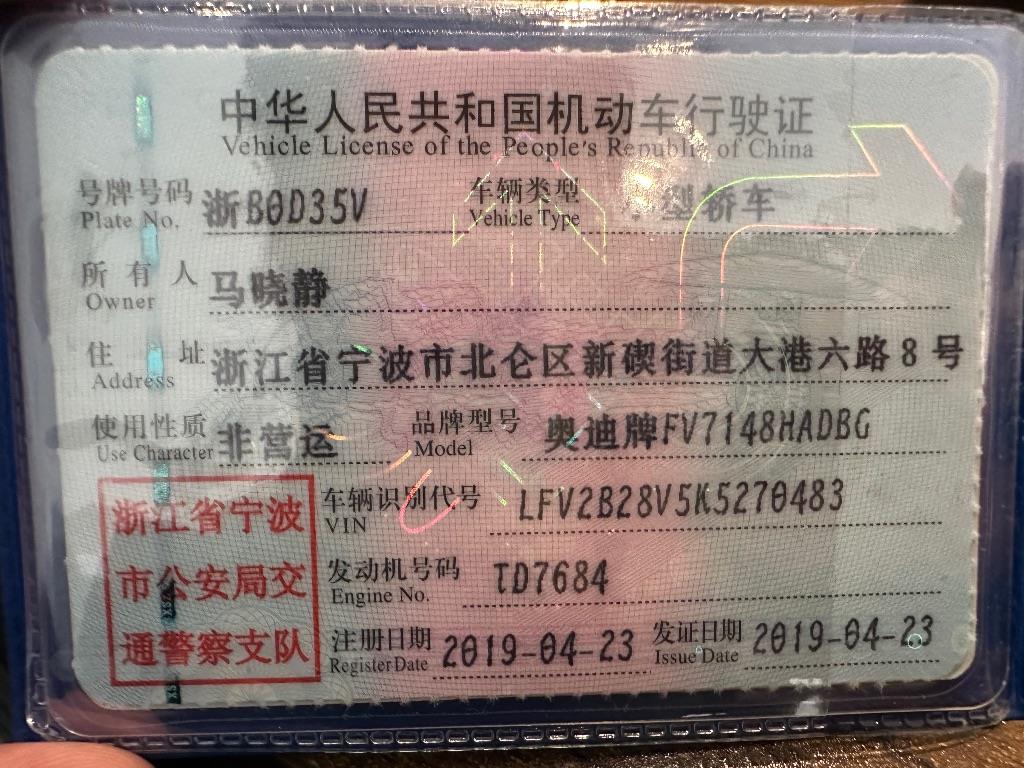 中华人民共和国机动车行驶证
Vehicle License of the People's Republic of China
号牌号码 浙B0D35V 车辆类型 型轿车
Plate No. Vehicle Type
所有人 马晓静
Owner
住址 浙江省宁波市北仑区新碶街道大港六路8号
Address
使用性质 非营运 品牌型号 奥迪牌FV7148HADBG
Use Character Model
浙江省宁波
市公安局交
通警察支队
车辆识别代号 LFV2B28V5K5270483
VIN
发动机号码 TD7684
Engine No.
注册日期 2019-04-23 发证日期 2019-04-23
Register Date Issue Date